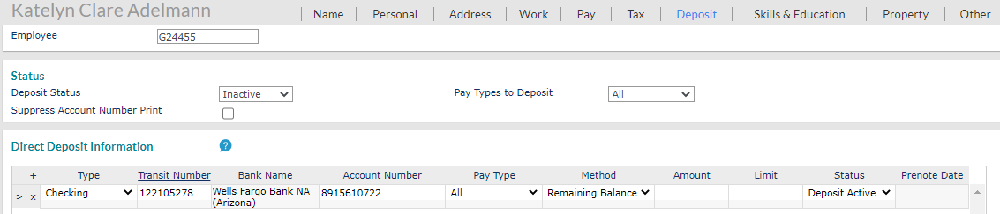 Katelyn Clare Adelmann
Name Personal Address Work Pay Tax Deposit Skills & Education Property Other
Employee G24455
Status
Deposit Status Inactive Pay Types to Deposit All
Suppress Account Number Print
Direct Deposit Information ?
+ Type Transit Number Bank Name Account Number Pay Type Method Amount Limit Status Prenote Date
> x Checking 122105278 Wells Fargo Bank NA 8915610722 All Remaining Balance Deposit Active
(Arizona)